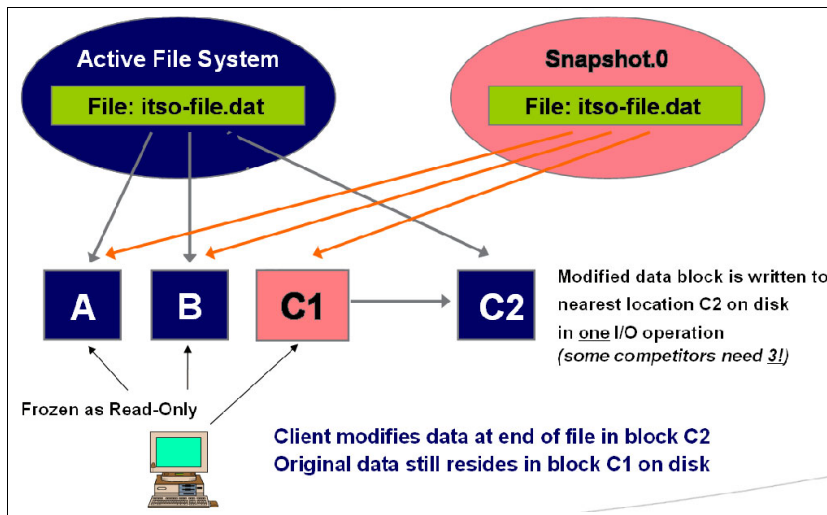 Active File System
Snapshot.0
File: itso-file.dat
File: itso-file.dat
A
B
C1
C2
Modified data block is written to
nearest location C2 on disk
in one I/O operation
(some competitors need 3!)
Frozen as Read-Only
Client modifies data at end of file in block C2
Original data still resides in block C1 on disk